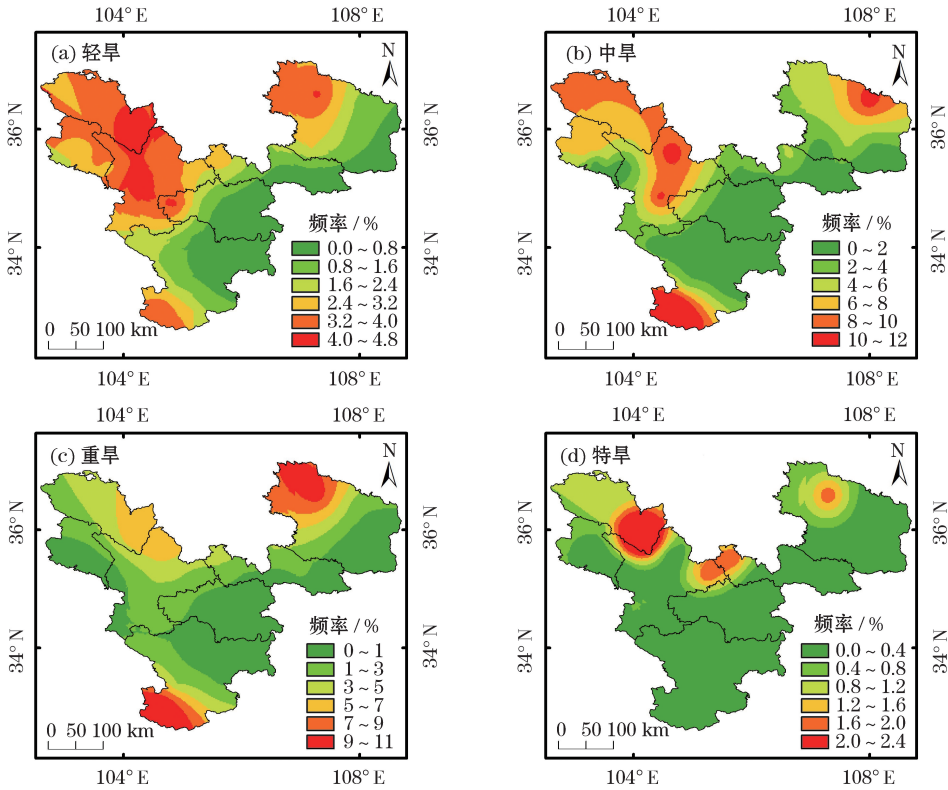 104° E
108° E
(a) 轻旱
N
36° N
34° N
频率 / %
0.0 ~ 0.8
0.8 ~ 1.6
1.6 ~ 2.4
2.4 ~ 3.2
3.2 ~ 4.0
4.0 ~ 4.8
0 50 100 km
104° E
108° E
104° E
108° E
(b) 中旱
N
36° N
36° N
34° N
34° N
频率 / %
0 ~ 2
2 ~ 4
4 ~ 6
6 ~ 8
8 ~ 10
10 ~ 12
0 50 100 km
104° E
108° E
104° E
108° E
(c) 重旱
N
36° N
34° N
频率 / %
0 ~ 1
1 ~ 3
3 ~ 5
5 ~ 7
7 ~ 9
9 ~ 11
0 50 100 km
104° E
108° E
104° E
108° E
(d) 特旱
N
36° N
36° N
34° N
34° N
频率 / %
0.0 ~ 0.4
0.4 ~ 0.8
0.8 ~ 1.2
1.2 ~ 1.6
1.6 ~ 2.0
2.0 ~ 2.4
0 50 100 km
104° E
108° E